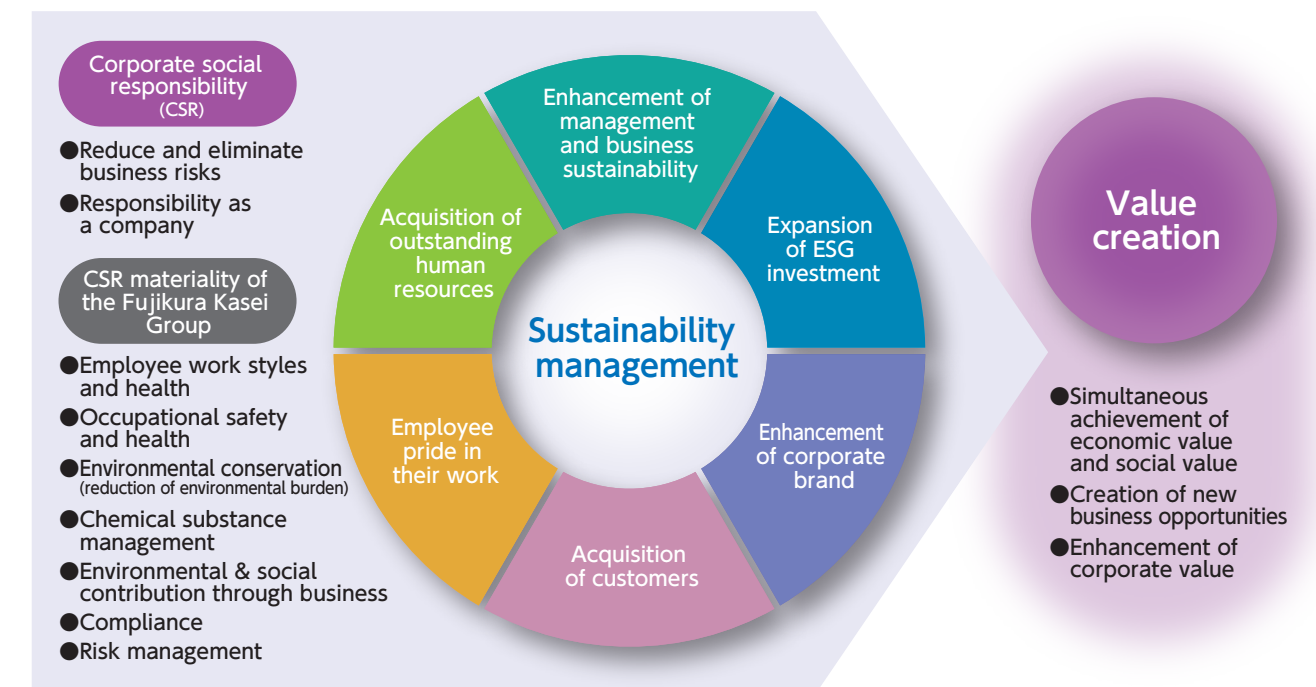 Corporate social
responsibility
(CSR)
●Reduce and eliminate
business risks
●Responsibility as
a company
CSR materiality of
the Fujikura Kasei
Group
●Employee work styles
and health
●Occupational safety
and health
●Environmental conservation
(reduction of environmental burden)
●Chemical substance
management
●Environmental & social
contribution through business
●Compliance
●Risk management
Enhancement of
management
and business
sustainability
Expansion
of ESG
investment
Enhancement
of corporate
brand
Acquisition
of customers
Employee
pride in
their work
Acquisition of
outstanding
human
resources
Sustainability
management
Value
creation
●Simultaneous
achievement of
economic value
and social value
●Creation of new
business opportunities
●Enhancement of
corporate value